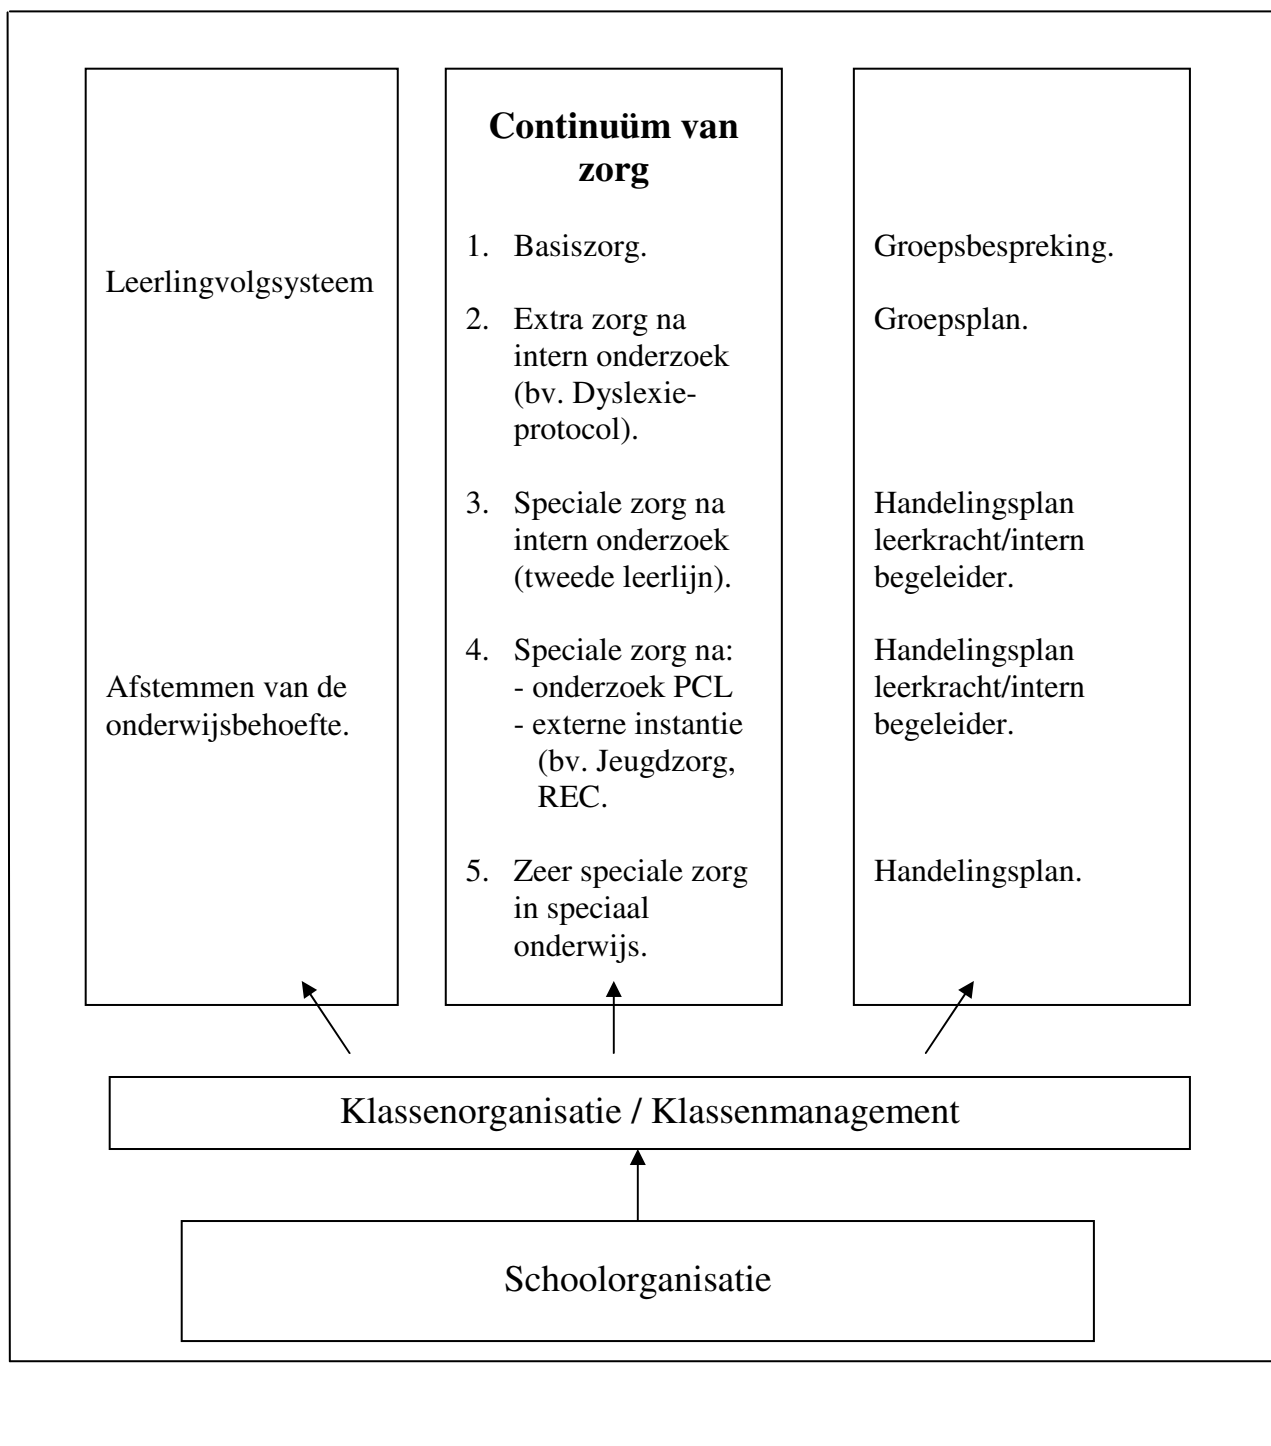 Leerlingvolgsysteem
Afstemmen van de
onderwijsbehoefte.
Continuüm van
zorg
1. Basiszorg.
2. Extra zorg na
intern onderzoek
(bv. Dyslexie-
protocol).
3. Speciale zorg na
intern onderzoek
(tweede leerlijn).
4. Speciale zorg na:
- onderzoek PCL
- externe instantie
(bv. Jeugdzorg,
REC.
5. Zeer speciale zorg
in speciaal
onderwijs.
Groepsbespreking.
Groepsplan.
Handelingsplan
leerkracht/intern
begeleider.
Handelingsplan
leerkracht/intern
begeleider.
Handelingsplan.
Klassenorganisatie / Klassenmanagement
Schoolorganisatie